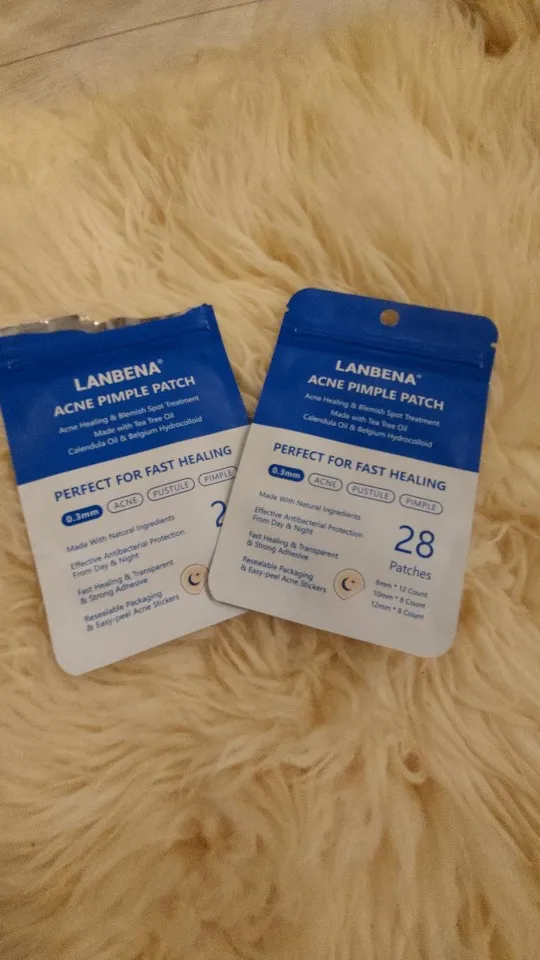 LANBENA®
ACNE PIMPLE PATCH
Acne Healing & Blemish Spot Treatment
Made with Tea Tree Oil
Calendula Oil & Belgium Hydrocolloid
PERFECT FOR FAST HEALING
0.3mm ACNE PUSTULE PIMPLE
Made With Natural Ingredients
Effective Antibacterial Protection
From Day & Night
Fast Healing & Transparent
& Strong Adhesive
Resealable Packaging
& Easy-peel Acne Stickers
2
LANBENA®
ACNE PIMPLE PATCH
Acne Healing & Blemish Spot Treatment
Made with Tea Tree Oil
Calendula Oil & Belgium Hydrocolloid
PERFECT FOR FAST HEALING
0.3mm ACNE PUSTULE PIMPLE
Made With Natural Ingredients
Effective Antibacterial Protection
From Day & Night
Fast Healing & Transparent
& Strong Adhesive
Resealable Packaging
& Easy-peel Acne Stickers
28
Patches
8mm * 12 Count
10mm * 8 Count
12mm * 8 Count